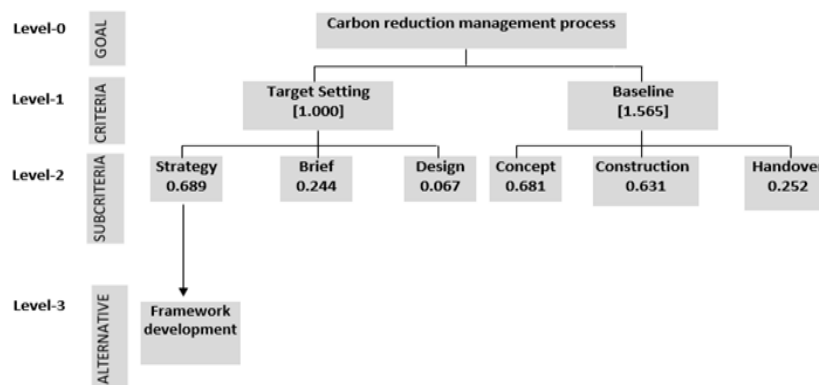 Level-0
GOAL
Carbon reduction management process
Level-1
CRITERIA
Target Setting
[1.000]
Baseline
[1.565]
Level-2
SUBCRITERIA
Strategy
0.689
Brief
0.244
Design
0.067
Concept
0.681
Construction
0.631
Handover
0.252
Level-3
ALTERNATIVE
Framework
development